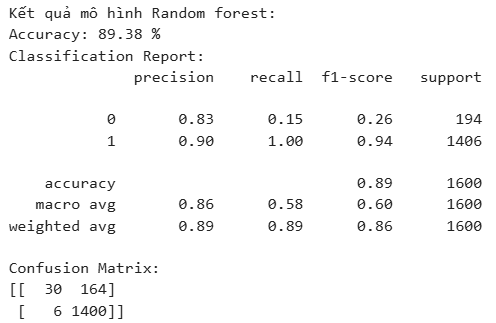 Kết quả mô hình Random forest:
Accuracy: 89.38 %
Classification Report:
              precision    recall  f1-score   support

           0       0.83      0.15      0.26       194
           1       0.90      1.00      0.94      1406

    accuracy                           0.89      1600
   macro avg       0.86      0.58      0.60      1600
weighted avg       0.89      0.89      0.86      1600

Confusion Matrix:
[[  30  164]
 [   6 1400]]